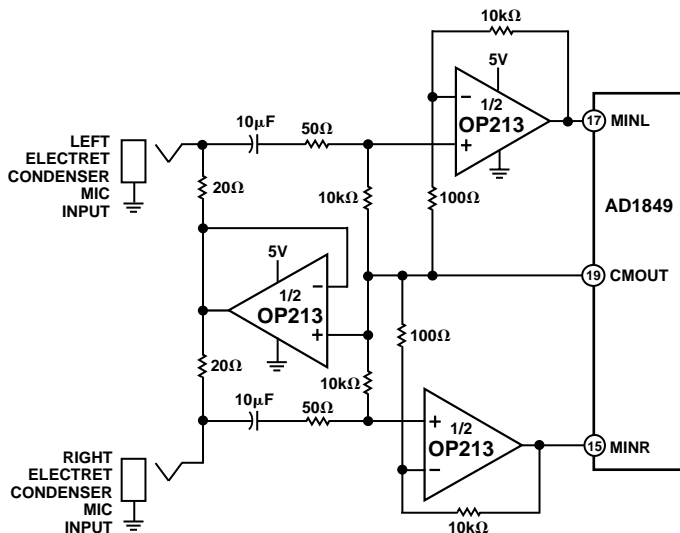 10kΩ
5V
−
1/2
OP213
+
17 MINL
10µF
50Ω
LEFT
ELECTRET
CONDENSER
MIC
INPUT
20Ω
10kΩ
100Ω
AD1849
5V
−
1/2
OP213
+
19 CMOUT
100Ω
20Ω
10kΩ
10µF
50Ω
+
1/2
OP213
−
15 MINR
RIGHT
ELECTRET
CONDENSER
MIC
INPUT
10kΩ